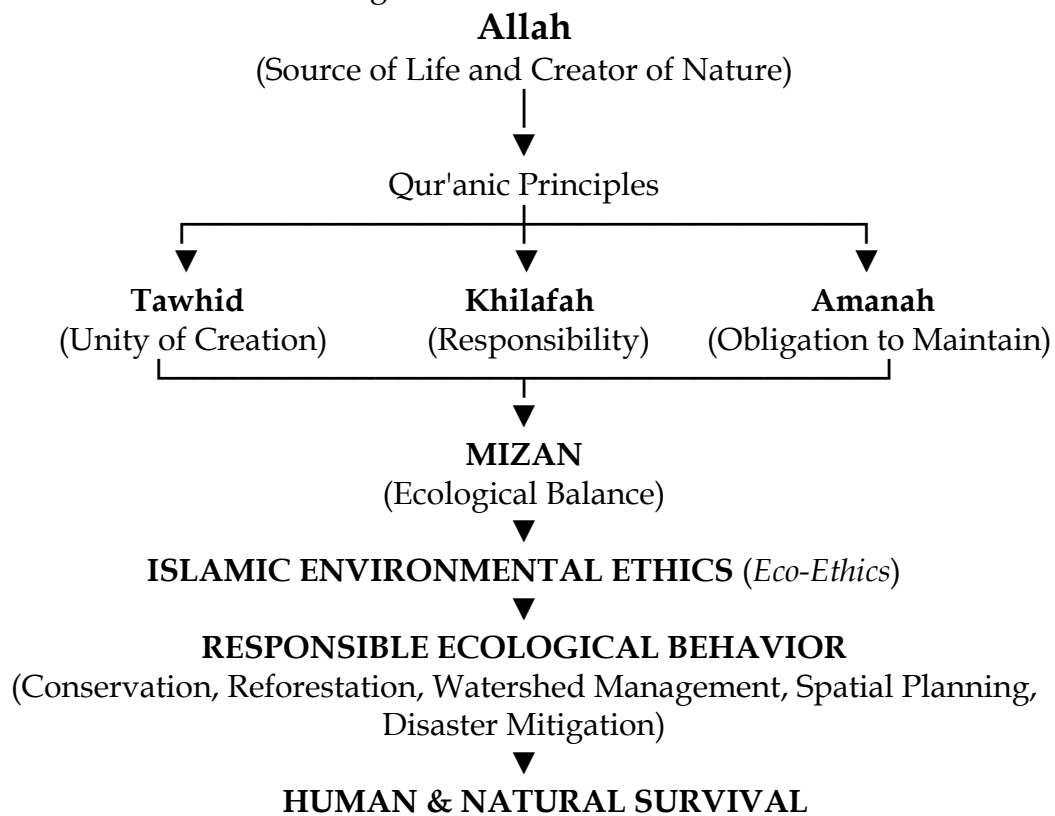 Allah
(Source of Life and Creator of Nature)
Qur'anic Principles
Tawhid
(Unity of Creation)
Khilafah
(Responsibility)
Amanah
(Obligation to Maintain)
MIZAN
(Ecological Balance)
ISLAMIC ENVIRONMENTAL ETHICS (Eco-Ethics)
RESPONSIBLE ECOLOGICAL BEHAVIOR
(Conservation, Reforestation, Watershed Management, Spatial Planning,
Disaster Mitigation)
HUMAN & NATURAL SURVIVAL